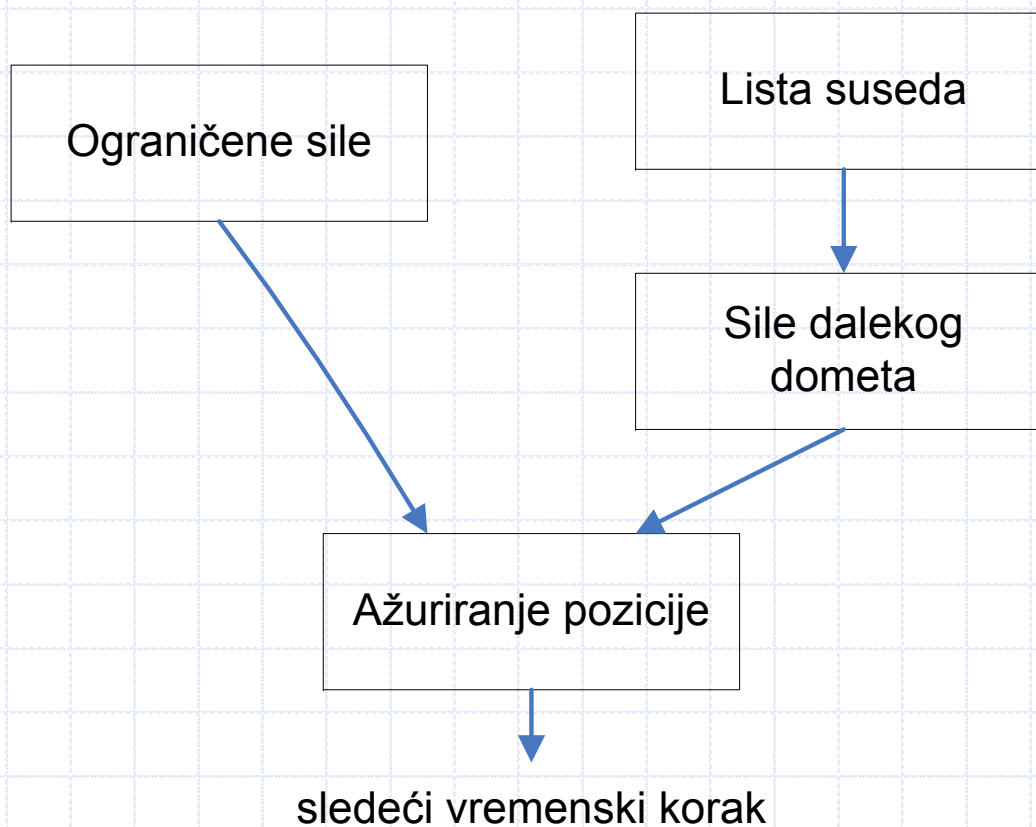 Ograničene sile
Lista suseda
Sile dalekog
dometa
Ažuriranje pozicije
sledeći vremenski korak